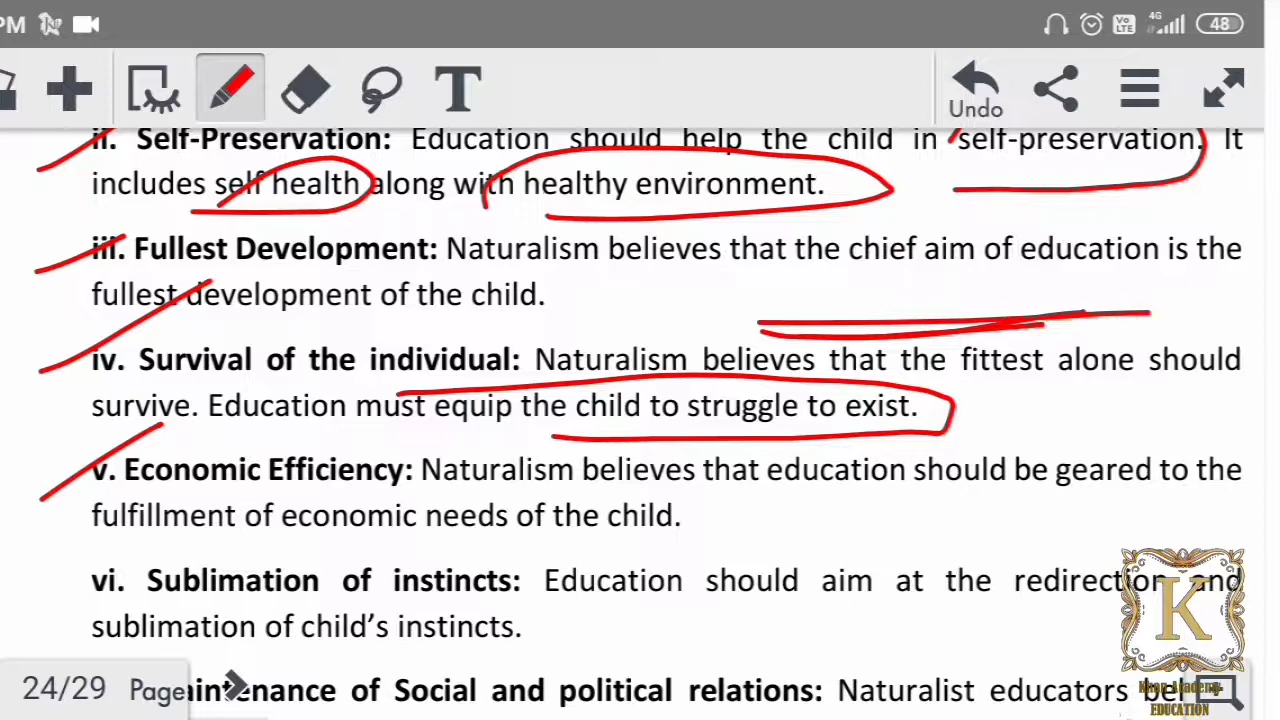 PM
Vo
LTE
4G
48
Undo
ii. Self-Preservation: Education should help the child in self-preservation. It
includes self health along with healthy environment.
iii. Fullest Development: Naturalism believes that the chief aim of education is the
fullest development of the child.
iv. Survival of the individual: Naturalism believes that the fittest alone should
survive. Education must equip the child to struggle to exist.
v. Economic Efficiency: Naturalism believes that education should be geared to the
fulfillment of economic needs of the child.
vi. Sublimation of instincts: Education should aim at the redirection and
sublimation of child’s instincts.
24/29 Page
of Social and political relations: Naturalist educators
K
EDUCATION